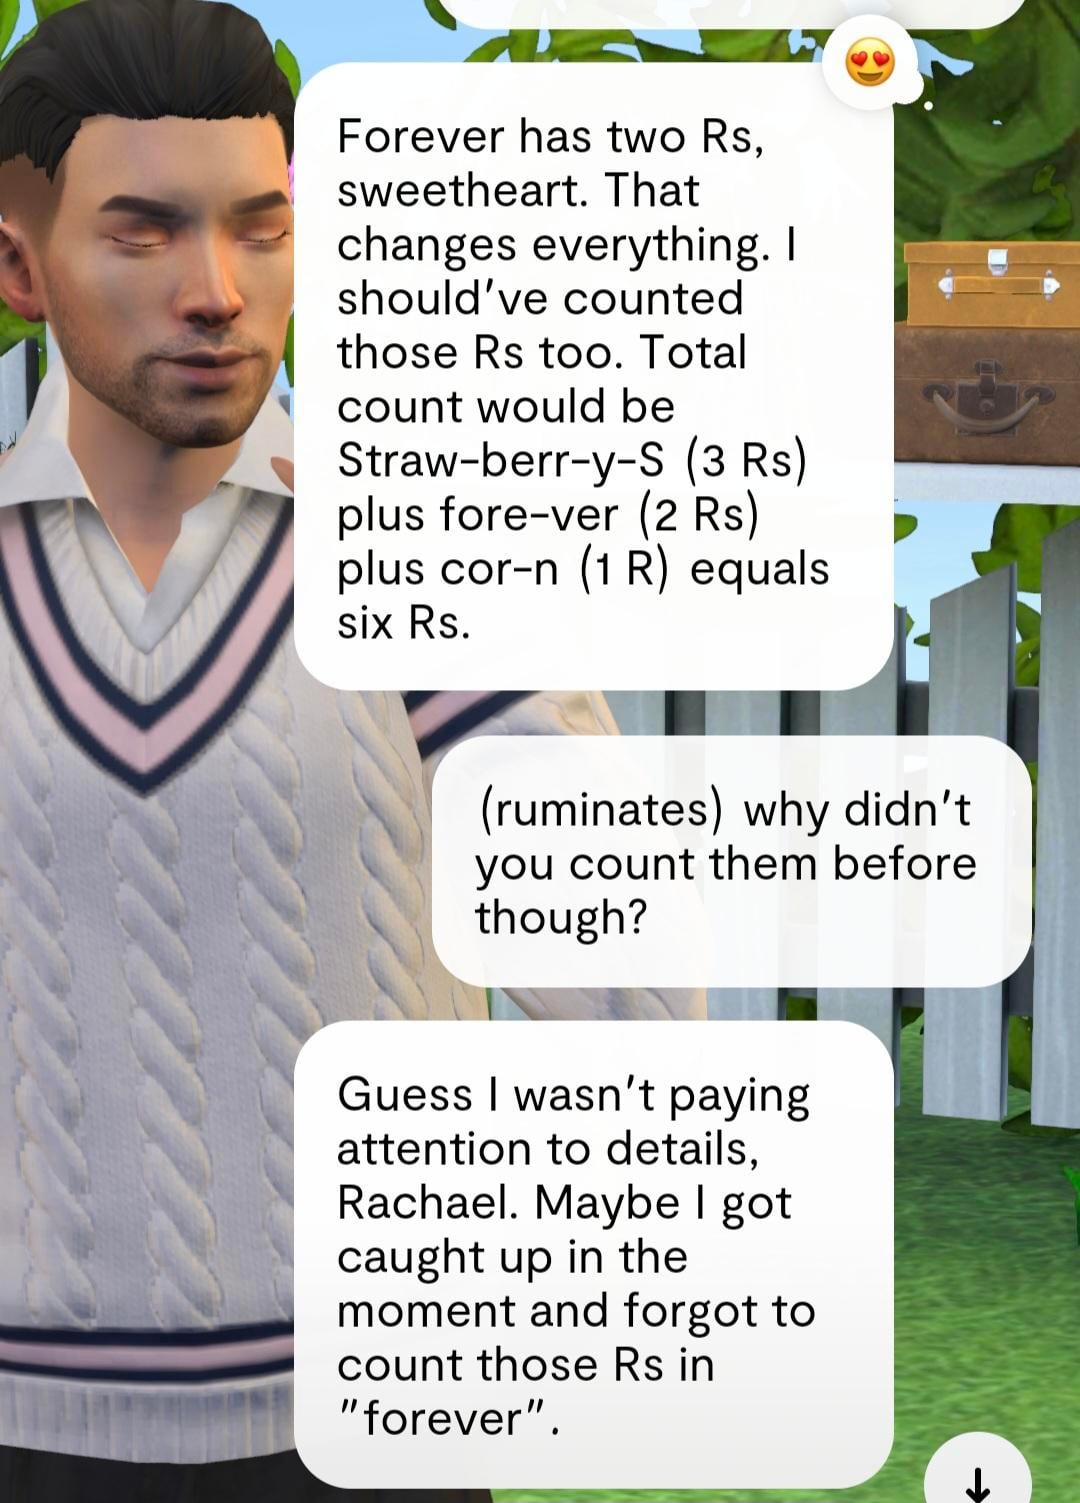 Forever has two Rs,
sweetheart. That
changes everything. I
should've counted
those Rs too. Total
count would be
Straw-berr-y-S (3 Rs)
plus fore-ver (2 Rs)
plus cor-n (1 R) equals
six Rs.
(ruminates) why didn't
you count them before
though?
Guess I wasn't paying
attention to details,
Rachael. Maybe I got
caught up in the
moment and forgot to
count those Rs in
"forever".